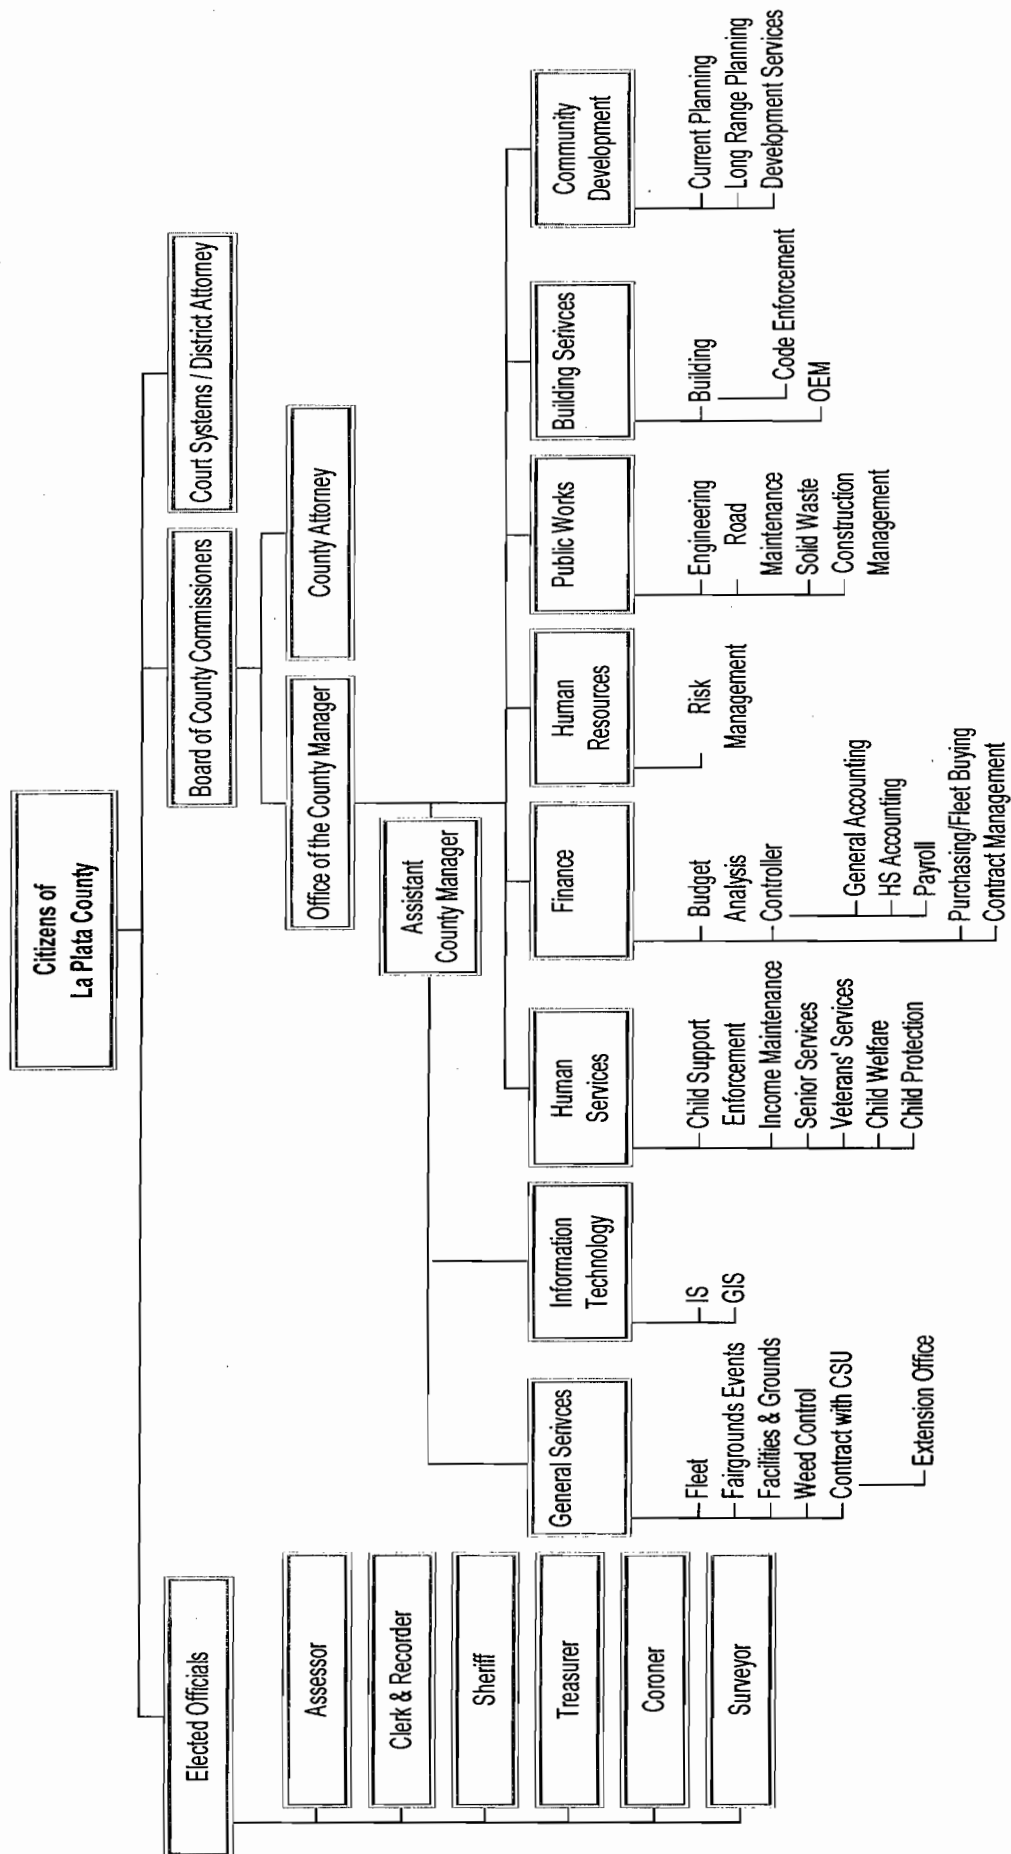 Citizens of
La Plata County
Elected Officials
Board of County Commissioners
Court Systems / District Attorney
Assessor
Clerk & Recorder
Sheriff
Treasurer
Coroner
Surveyor
Office of the County Manager
County Attorney
Assistant
County Manager
General Serivces
Fleet
Fairgrounds Events
Facilities & Grounds
Weed Control
Contract with CSU
Extension Office
Information
Technology
IS
GIS
Human
Services
Child Support
Enforcement
Income Maintenance
Senior Services
Veterans' Services
Child Welfare
Child Protection
Finance
Budget
Analysis
Controller
General Accounting
HS Accounting
Payroll
Purchasing/Fleet Buying
Contract Management
Human
Resources
Risk
Management
Public Works
Engineering
Road
Maintenance
Solid Waste
Construction
Management
Building Serivces
Building
Code Enforcement
OEM
Community
Development
Current Planning
Long Range Planning
Development Services